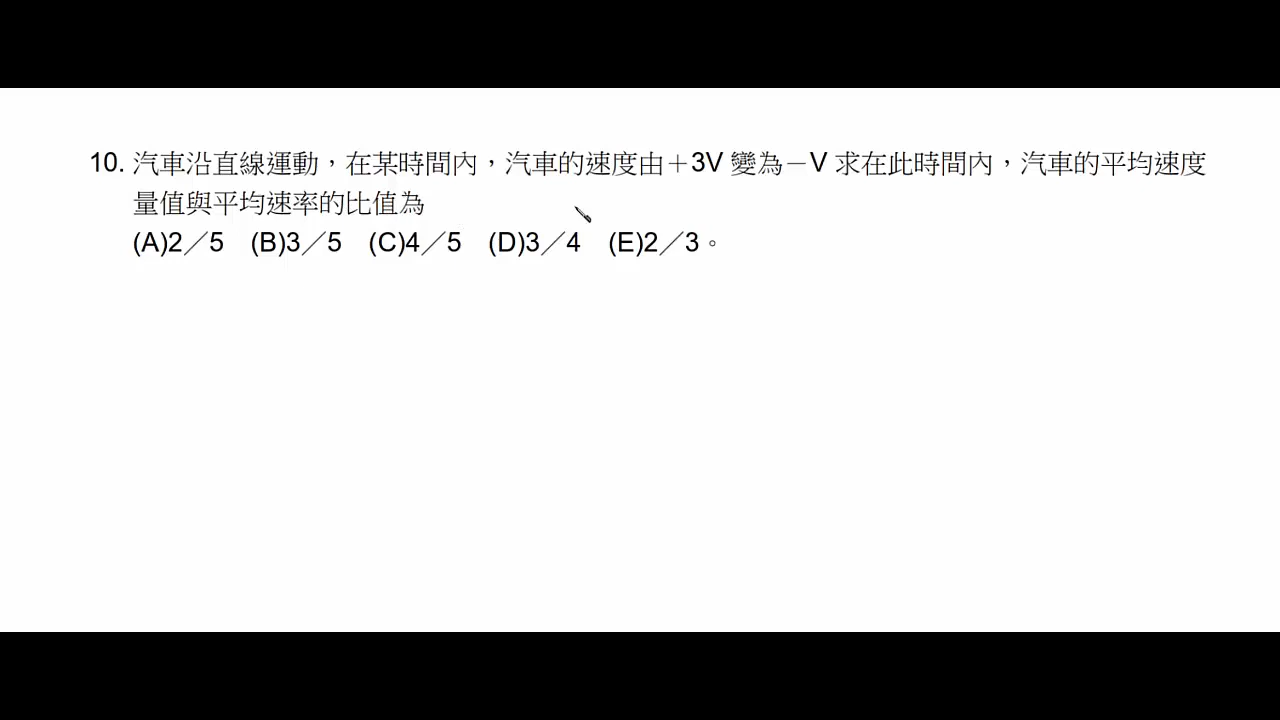 10. 汽車沿直線運動，在某時間內，汽車的速度由＋3V 變為－V 求在此時間內，汽車的平均速度
量值與平均速率的比值為
(A)2／5 (B)3／5 (C)4／5 (D)3／4 (E)2／3。